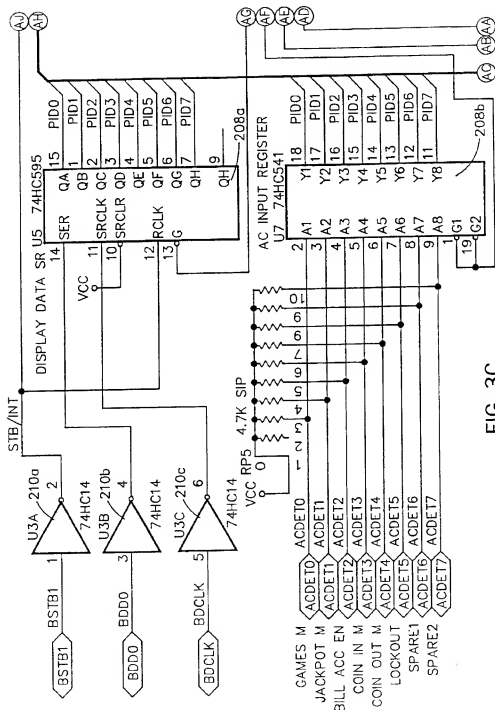 AJ
AH
DISPLAY DATA SR U5 74HC595
STB/INT
BSTB1 BSTB1 1 U3A 210a 2 74HC14
BDD0 BDD0 3 U3B 210b 4 74HC14
BDCLK BDCLK 5 U3C 210c 6 74HC14
VCC
14 SER QA 15 PID0
QB 1 PID1
11 SRCLK QC 2 PID2
10 SRCLR QD 3 PID3
QE 4 PID4
12 RCLK QF 5 PID5
13 G QG 6 PID6
QH 7 PID7
QH 9
208a
AG
AF
AE
AD
AC INPUT REGISTER
U7 74HC541
VCC RP5 4.7K SIP
0
1 2 3 4 5 6 7 9 9 10
GAMES M ACDET0 ACDET0 2 A1 Y1 18 PID0
JACKPOT M ACDET1 ACDET1 3 A2 Y2 17 PID1
BILL ACC EN ACDET2 ACDET2 4 A3 Y3 16 PID2
COIN IN M ACDET3 ACDET3 5 A4 Y4 15 PID3
COIN OUT M ACDET4 ACDET4 6 A5 Y5 14 PID4
LOCKOUT ACDET5 ACDET5 7 A6 Y6 13 PID5
SPARE1 ACDET6 ACDET6 8 A7 Y7 12 PID6
SPARE2 ACDET7 ACDET7 9 A8 Y8 11 PID7
1 G1
19 G2
208b
AC
AB
AA
FIG. 3C